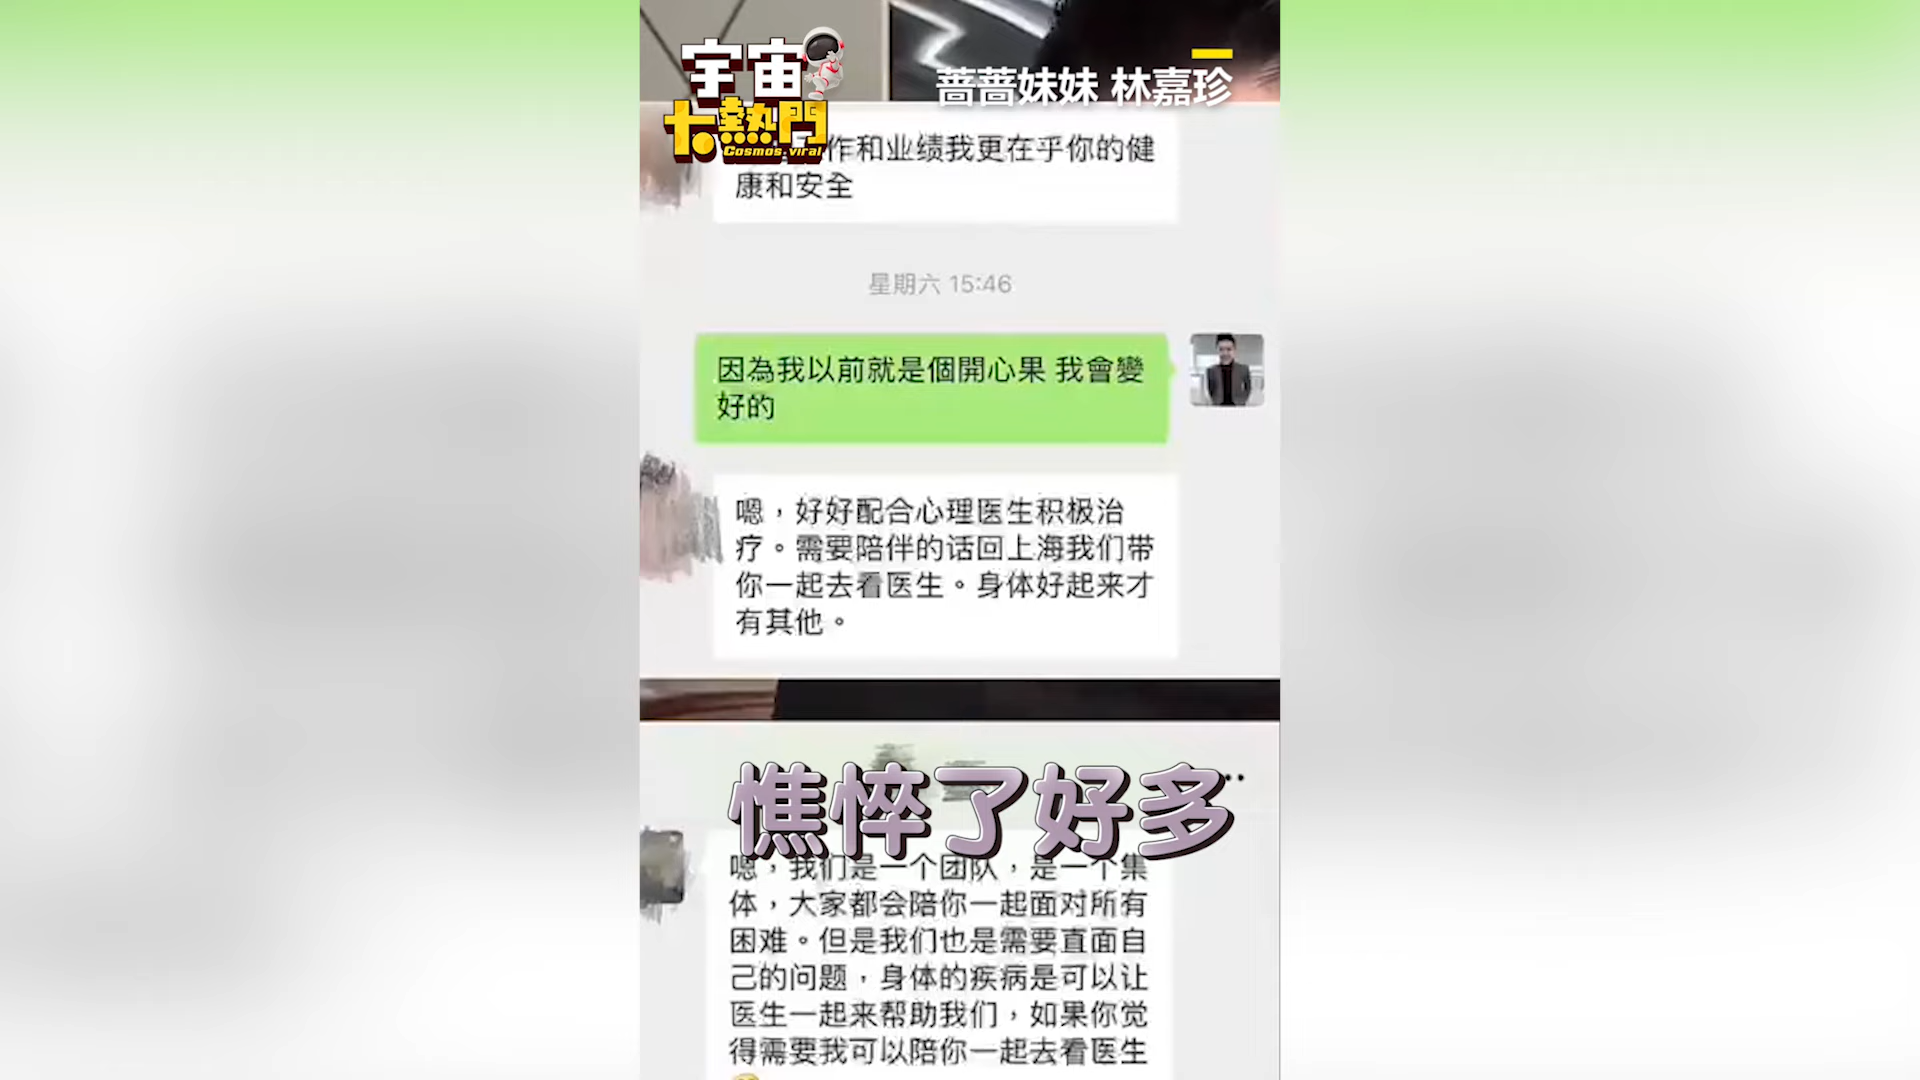 宇宙
大熱門
Cosmos.viral
薔薔妹妹 林嘉珍
作和业绩我更在乎你的健
康和安全
星期六 15:46
因為我以前就是個開心果 我會變
好的
嗯，好好配合心理医生积极治
疗。需要陪伴的话回上海我们带
你一起去看医生。身体好起来才
有其他。
憔悴了好多
嗯，我们是一个团队，是一个集
体，大家都会陪你一起面对所有
困难。但是我们也是需要直面自
己的问题，身体的疾病是可以让
医生一起来帮助我们，如果你觉
得需要我可以陪你一起去看医生